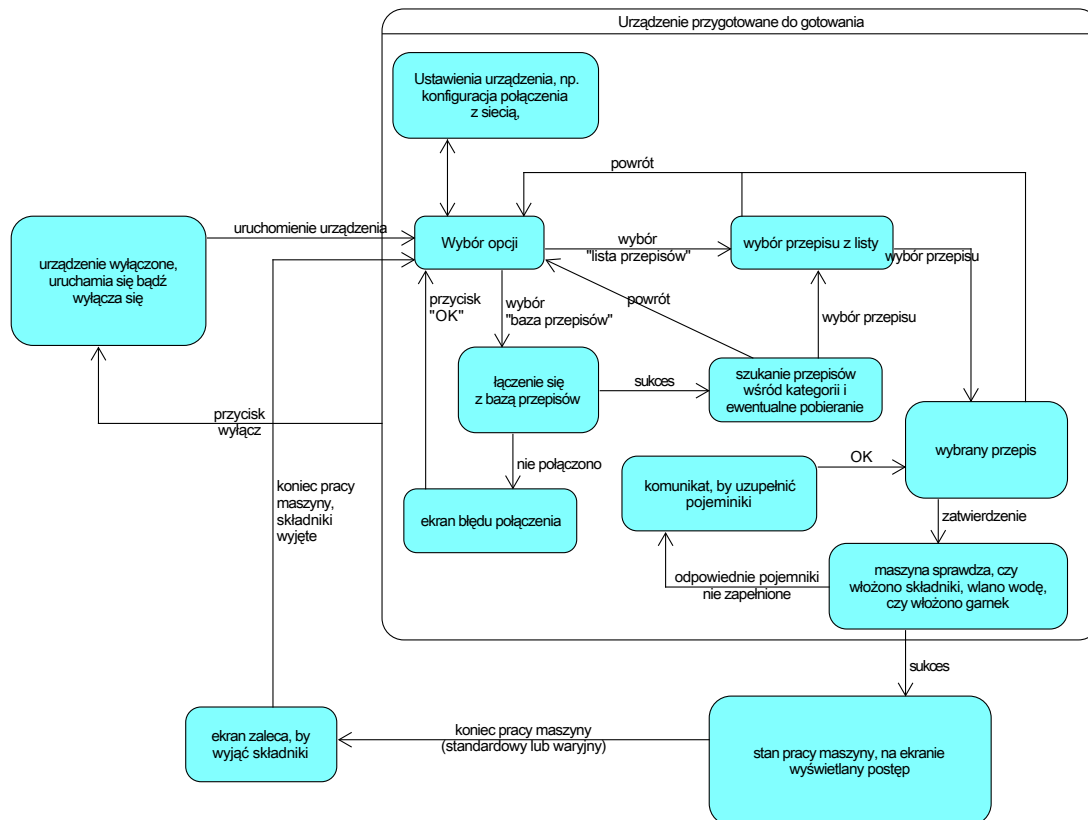 Urządzenie przygotowane do gotowania
Ustawienia urządzenia, np.
konfiguracja połączenia
z siecią,
powrót
uruchomienie urządzenia
Wybór opcji
wybór
"lista przepisów"
wybór przepisu z listy
wybór przepisu
urządzenie wyłączone,
uruchamia się bądź
wyłącza się
przycisk
"OK"
wybór
"baza przepisów"
powrót
wybór przepisu
łączenie się
z bazą przepisów
sukces
szukanie przepisów
wśród kategorii i
ewentualne pobieranie
przycisk
wyłącz
wybrany przepis
OK
nie połączono
komunikat, by uzupełnić
pojeminiki
koniec pracy
maszyny,
składniki
wyjęte
ekran błędu połączenia
zatwierdzenie
odpowiednie pojemniki
nie zapełnione
maszyna sprawdza, czy
włożono składniki, wlano wodę,
czy włożono garnek
sukces
ekran zaleca, by
wyjąć składniki
koniec pracy maszyny
(standardowy lub waryjny)
stan pracy maszyny, na ekranie
wyświetlany postęp